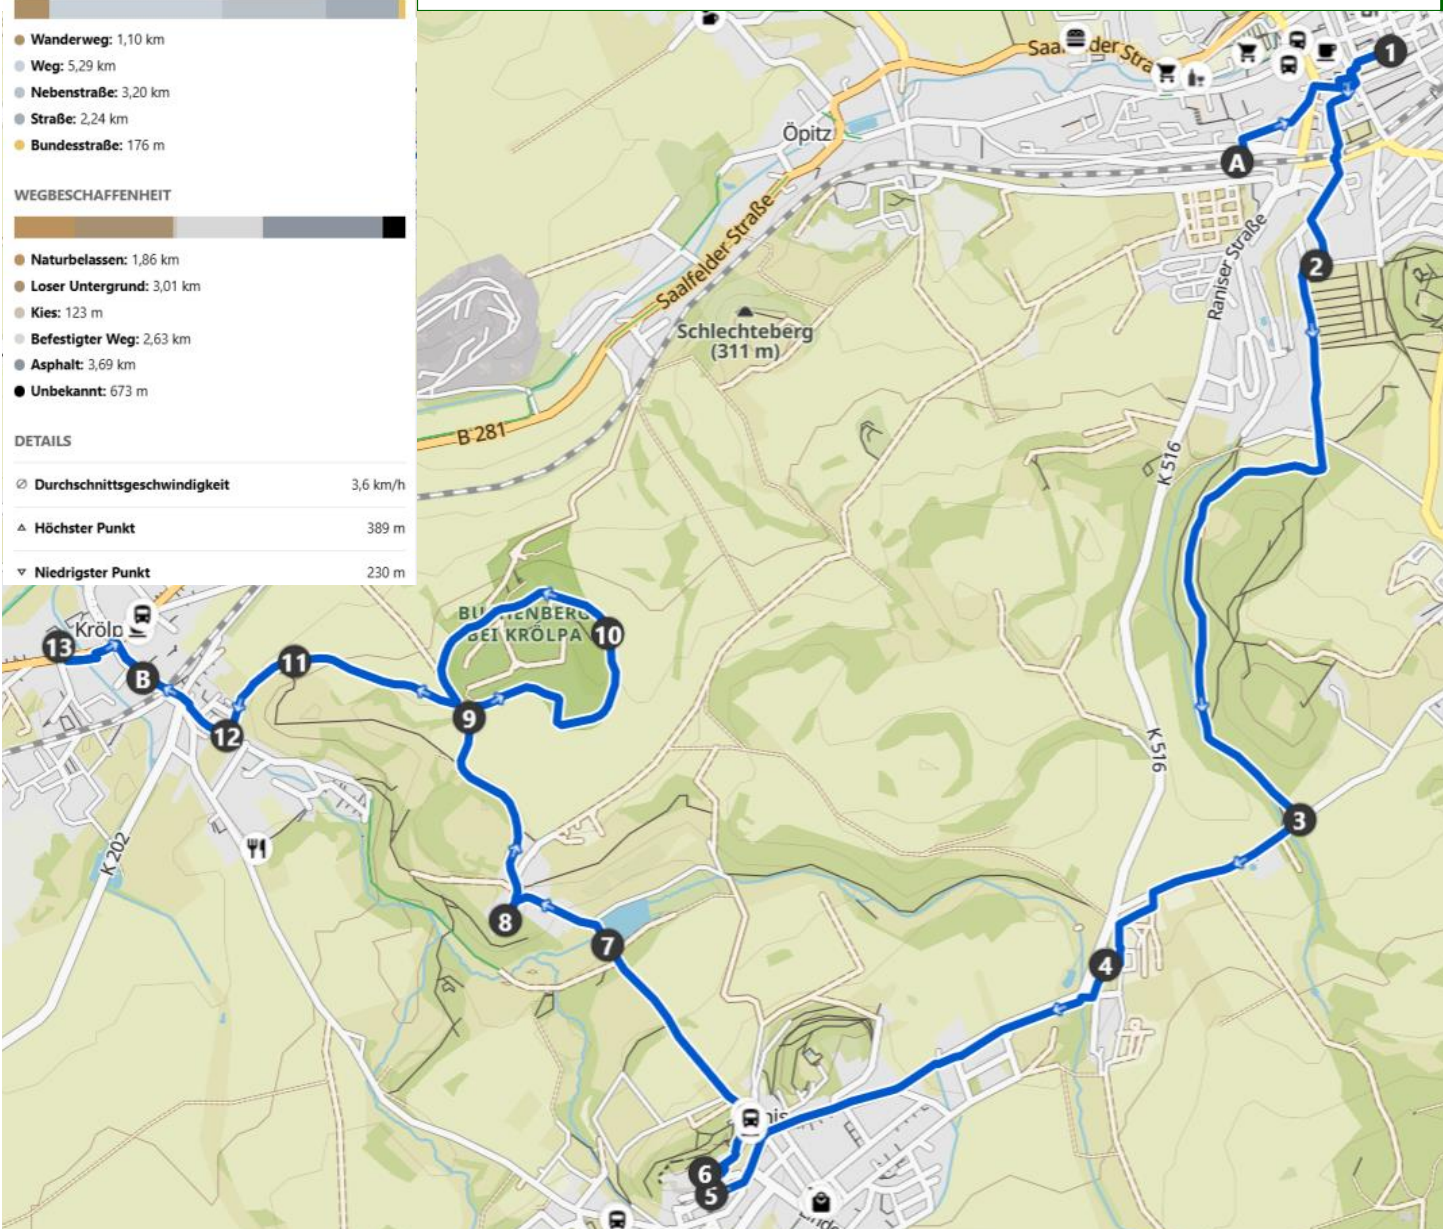 Wanderweg: 1,10 km
Weg: 5,29 km
Nebenstraße: 3,20 km
Straße: 2,24 km
Bundesstraße: 176 m
WEGBESCHAFFENHEIT
Naturbelassen: 1,86 km
Loser Untergrund: 3,01 km
Kies: 123 m
Befestigter Weg: 2,63 km
Asphalt: 3,69 km
Unbekannt: 673 m
DETAILS
Durchschnittsgeschwindigkeit 3,6 km/h
Höchster Punkt 389 m
Niedrigster Punkt 230 m
1
Öpitz
A
Saalfelder Straße
Raniser Straße
2
Schlechteberg
(311 m)
B 281
K 516
BEI KRÖLPA
10
13
Krölp
11
B
9
12
K 516
3
K 202
8
7
4
nis
6
5